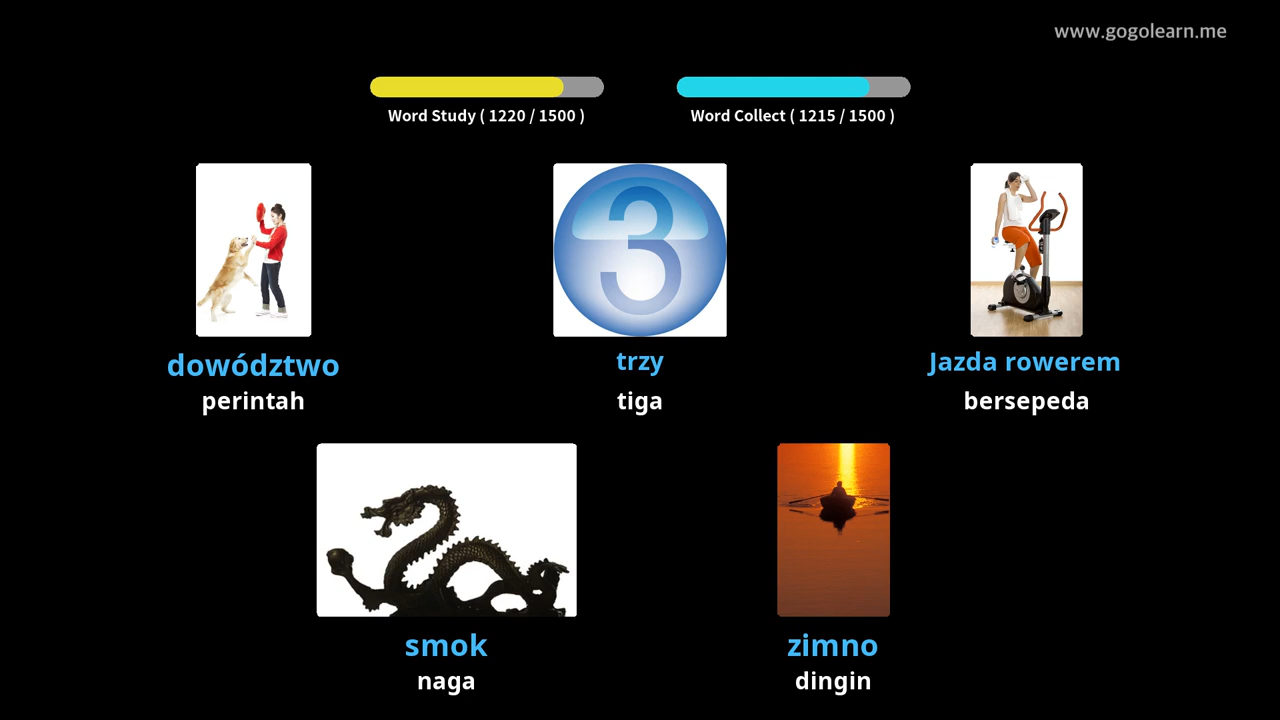 www.gogolearn.me
Word Study ( 1220 / 1500 )
Word Collect ( 1215 / 1500 )
3
dowództwo
perintah
trzy
tiga
Jazda rowerem
bersepeda
smok
naga
zimno
dingin